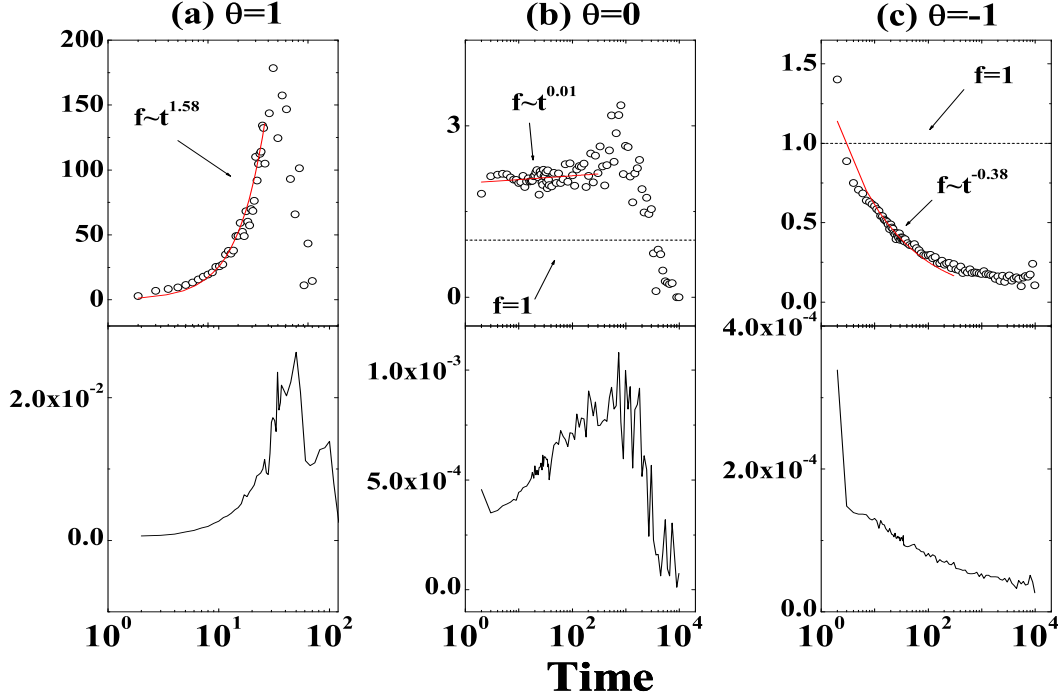 (a) θ=1
(b) θ=0
(c) θ=-1
200
150
100
50
0
f~t^1.58
3
0
f~t^0.01
f=1
1.5
1.0
0.5
0.0
f=1
f~t^-0.38
2.0x10^-2
0.0
1.0x10^-3
5.0x10^-4
0.0
4.0x10^-4
2.0x10^-4
0.0
10^0 10^1 10^2
10^0 10^2 10^4
10^0 10^2 10^4
Time